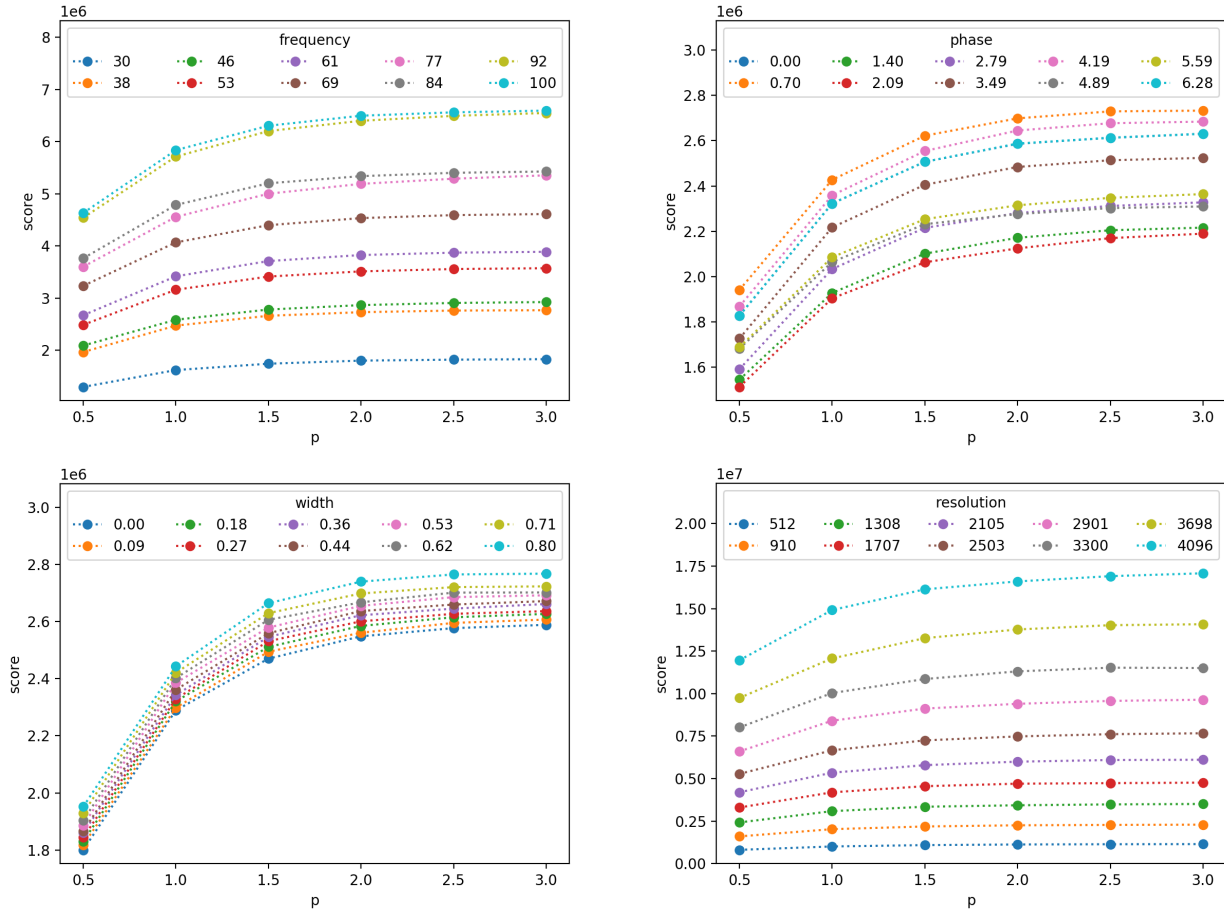 1e6
frequency
30 46 61 77 92
38 53 69 84 100
8
7
6
5
4
3
2
score
0.5 1.0 1.5 2.0 2.5 3.0
p
1e6
phase
0.00 1.40 2.79 4.19 5.59
0.70 2.09 3.49 4.89 6.28
3.0
2.8
2.6
2.4
2.2
2.0
1.8
1.6
score
0.5 1.0 1.5 2.0 2.5 3.0
p
1e6
width
0.00 0.18 0.36 0.53 0.71
0.09 0.27 0.44 0.62 0.80
3.0
2.8
2.6
2.4
2.2
2.0
1.8
score
0.5 1.0 1.5 2.0 2.5 3.0
p
1e7
resolution
512 1308 2105 2901 3698
910 1707 2503 3300 4096
2.00
1.75
1.50
1.25
1.00
0.75
0.50
0.25
0.00
score
0.5 1.0 1.5 2.0 2.5 3.0
p